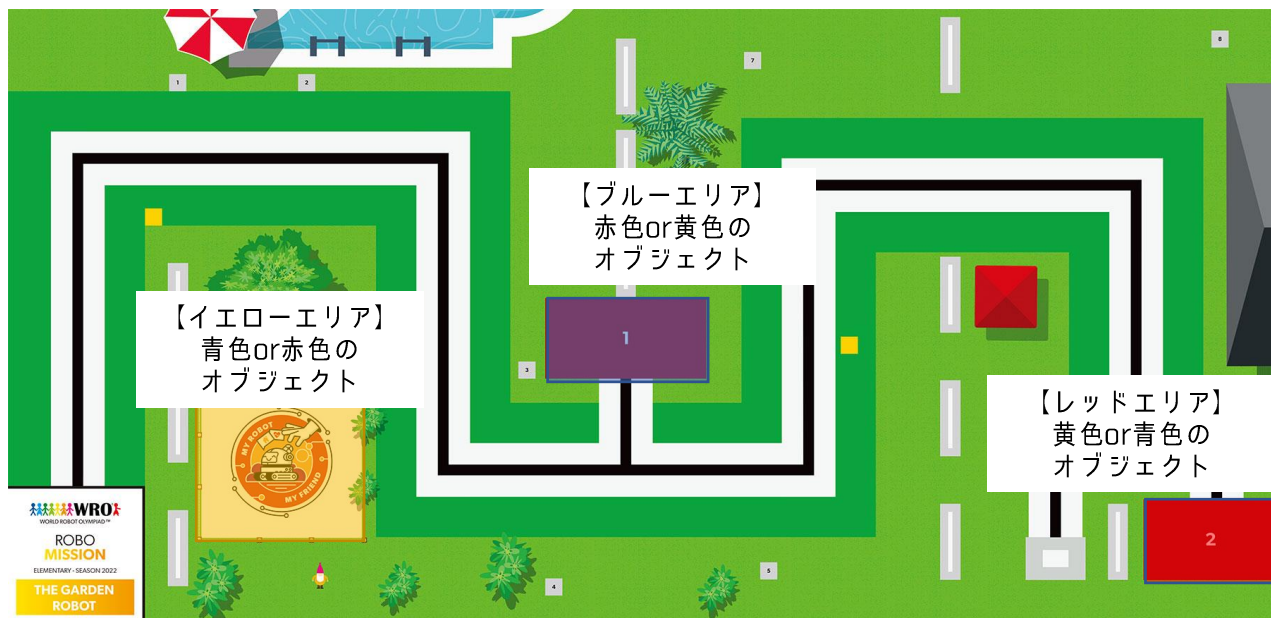 1
2
7
8
【ブルーエリア】
赤色or黄色の
オブジェクト
【イエローエリア】
青色or赤色の
オブジェクト
1
3
【レッドエリア】
黄色or青色の
オブジェクト
MY ROBOT
MY FRIEND
WRO
WORLD ROBOT OLYMPIAD™
ROBO
MISSION
ELEMENTARY - SEASON 2022
THE GARDEN
ROBOT
4
5
2